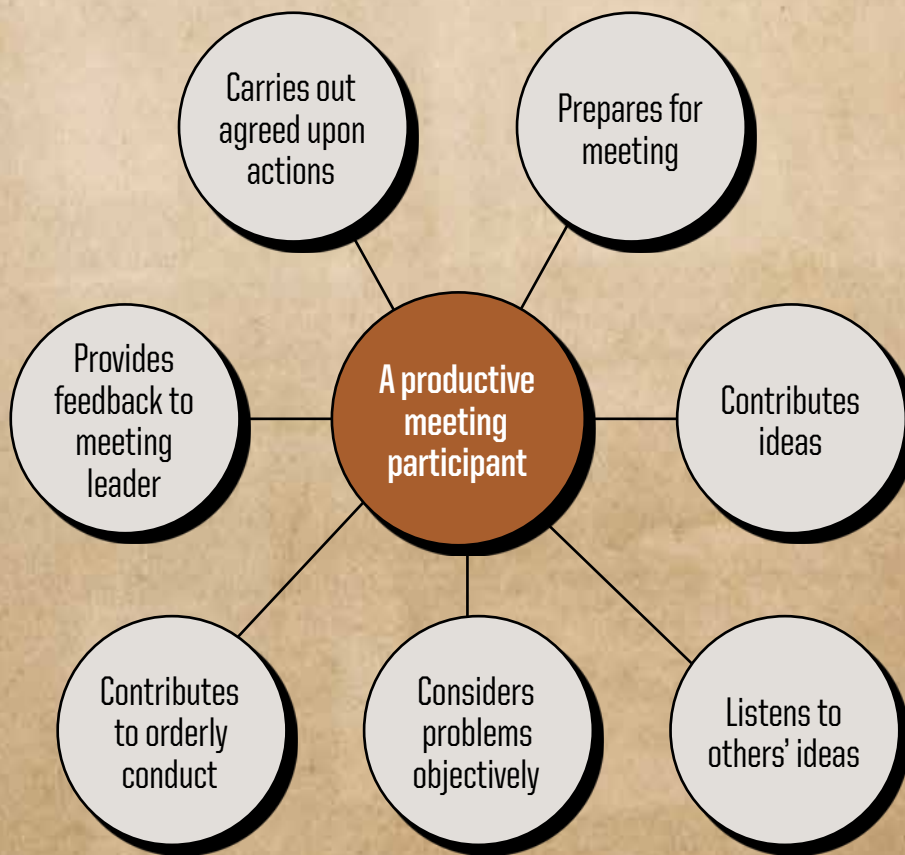 Carries out
agreed upon
actions
Prepares for
meeting
Provides
feedback to
meeting
leader
A productive
meeting
participant
Contributes
ideas
Contributes
to orderly
conduct
Considers
problems
objectively
Listens to
others’ ideas